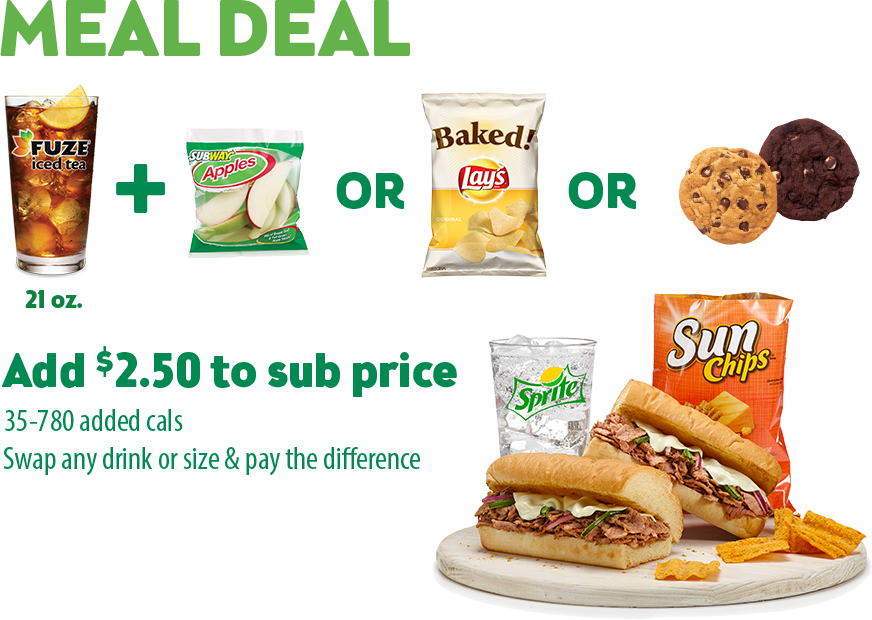 MEAL DEAL
FUZE
iced tea
+
SUBWAY
Apples
OR
Baked!
Lay's
ORIGINAL
OR
21 oz.
Add $2.50 to sub price
35-780 added cals
Swap any drink or size & pay the difference
Sprite
Sun
Chips